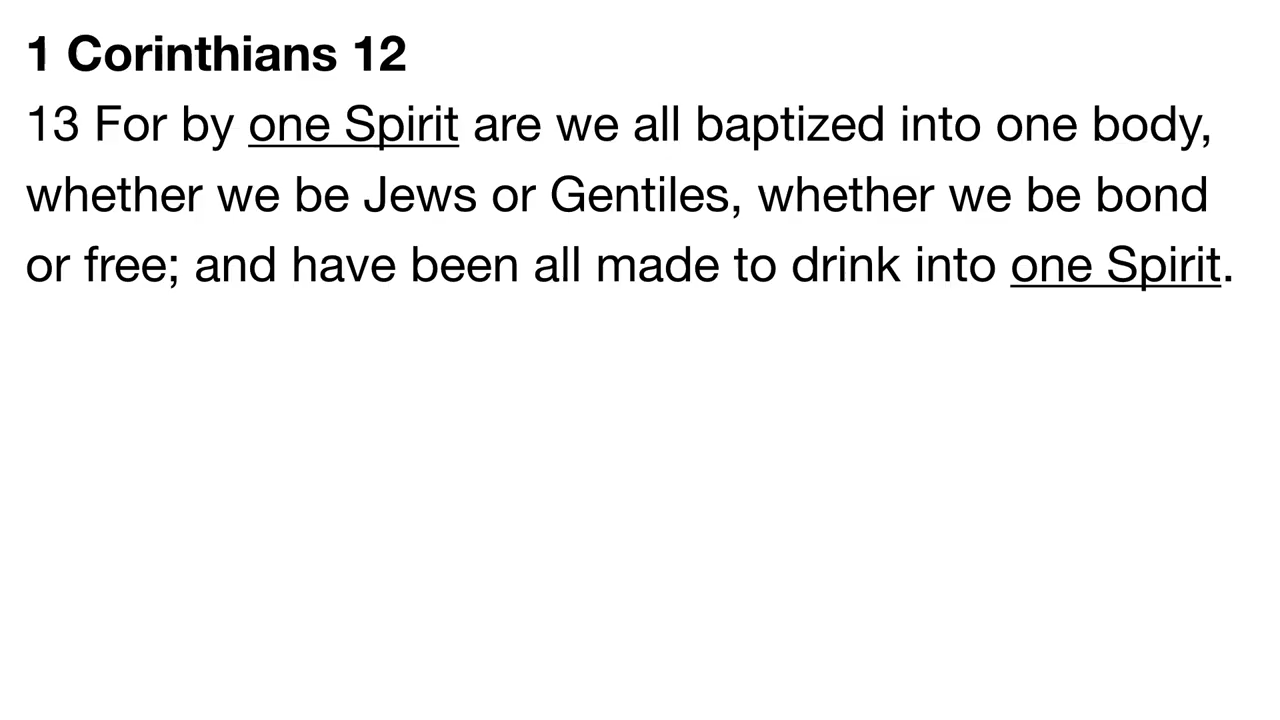 1 Corinthians 12
13 For by one Spirit are we all baptized into one body,
whether we be Jews or Gentiles, whether we be bond
or free; and have been all made to drink into one Spirit.